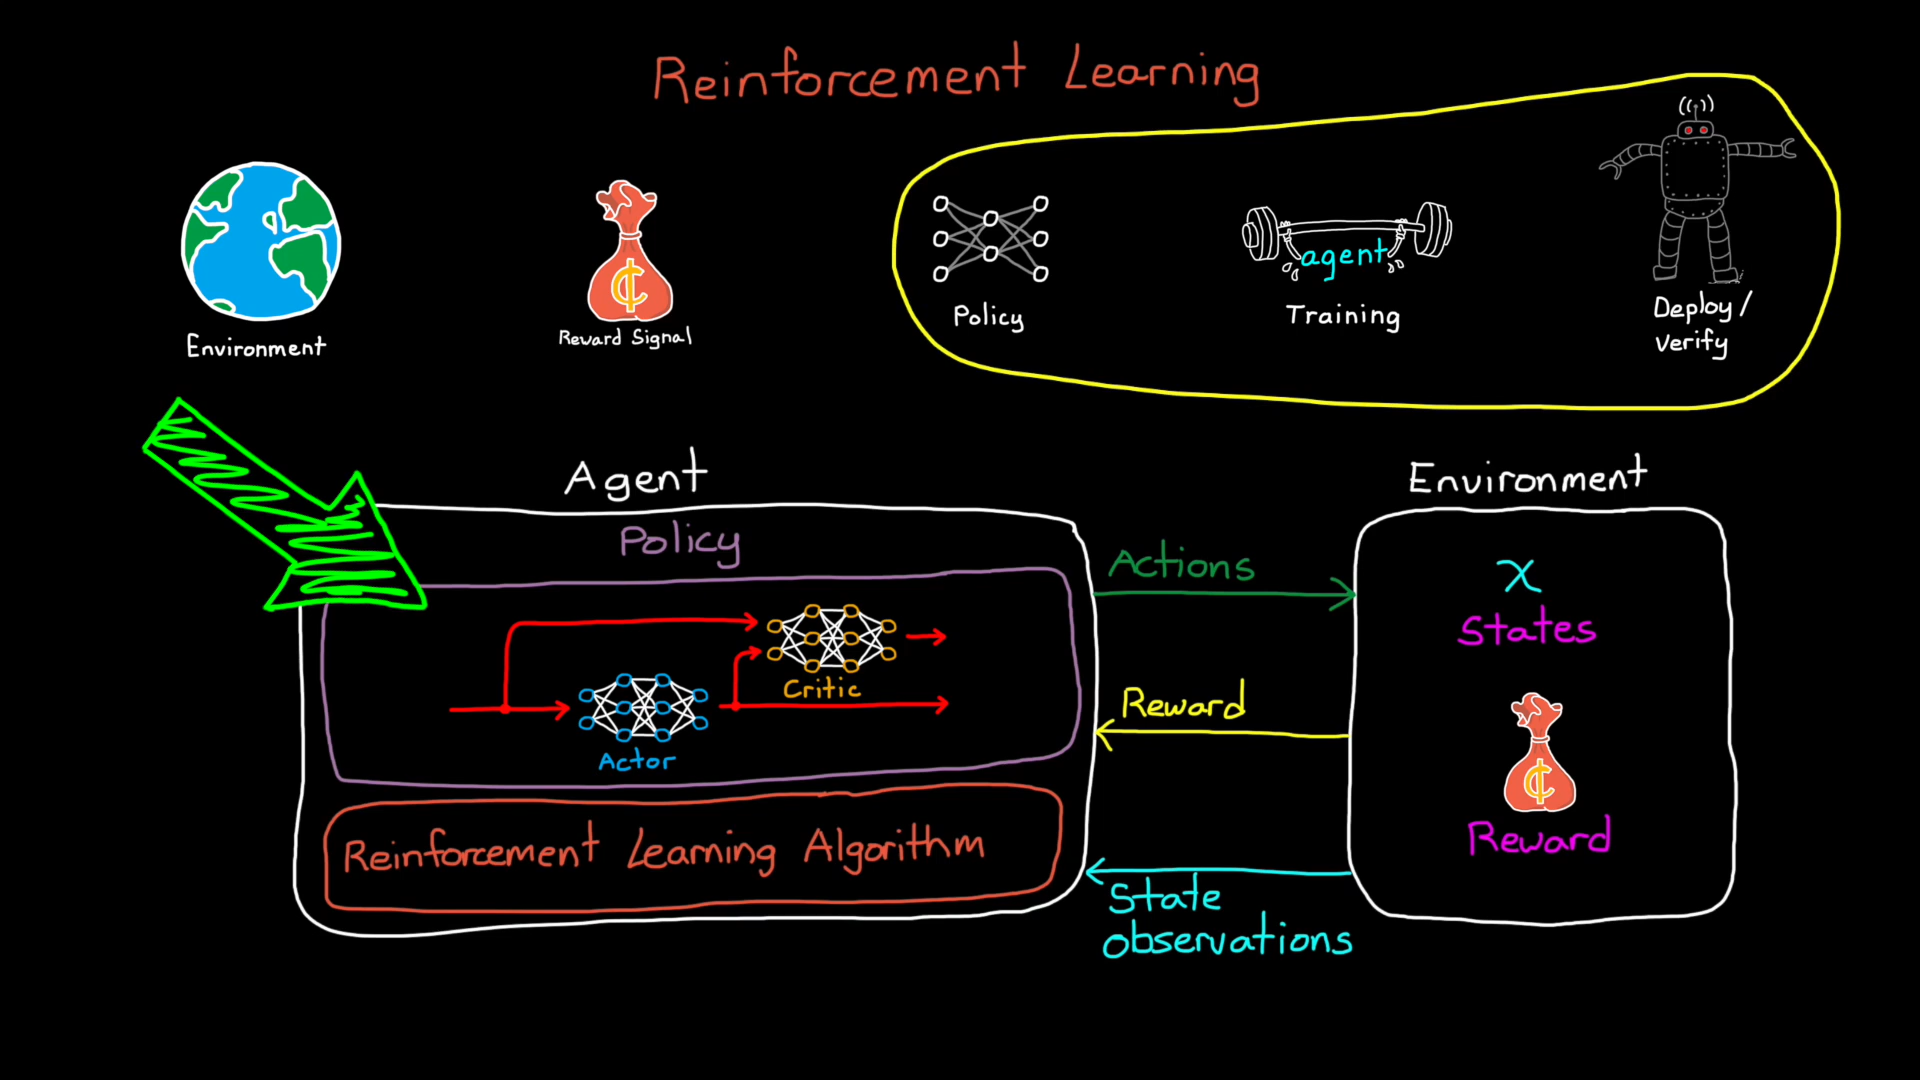 Reinforcement Learning
Environment
Reward Signal
¢
Policy
agent
Training
Deploy/
Verify
Agent
Policy
Critic
Actor
Reinforcement Learning Algorithm
Actions
Reward
State
observations
Environment
x
States
¢
Reward